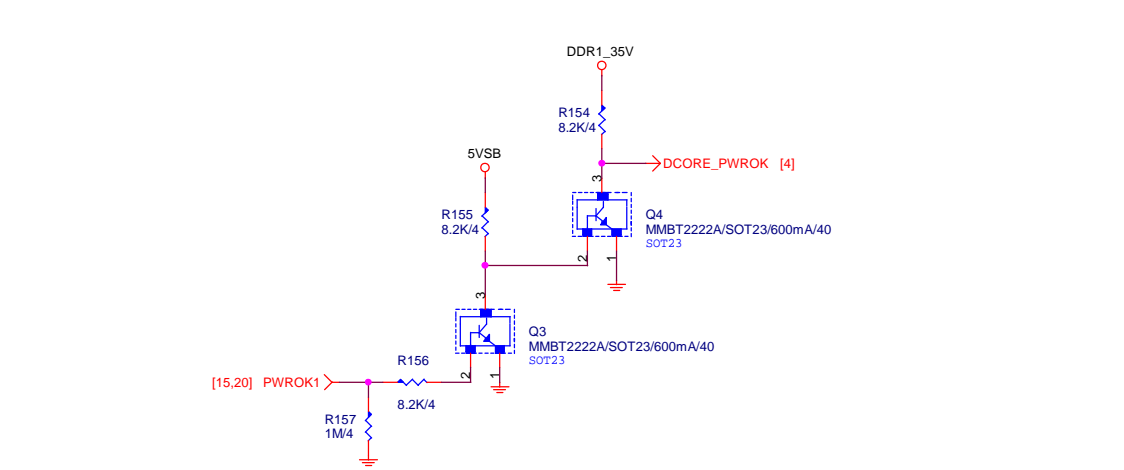 DDR1_35V
R154
8.2K/4
5VSB
DCORE_PWROK [4]
3
R155
8.2K/4
Q4
MMBT2222A/SOT23/600mA/40
SOT23
2
1
3
Q3
MMBT2222A/SOT23/600mA/40
SOT23
R156
2
1
[15,20] PWROK1
8.2K/4
R157
1M/4